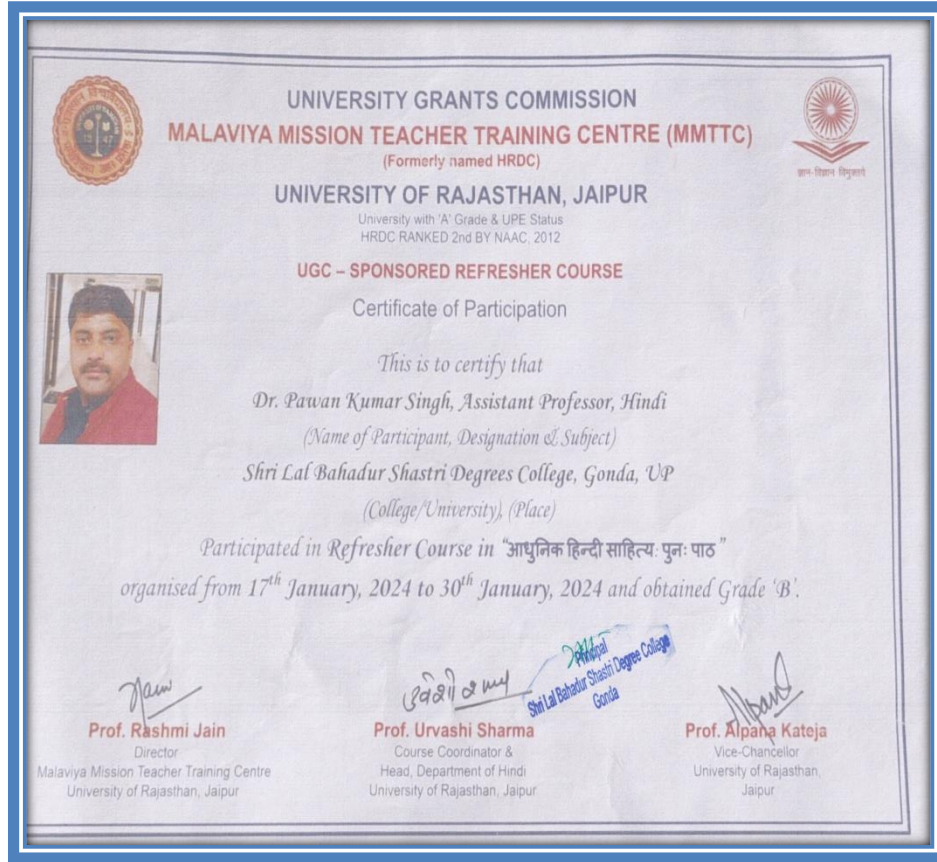 UNIVERSITY GRANTS COMMISSION
MALAVIYA MISSION TEACHER TRAINING CENTRE (MMTTC)
(Formerly named HRDC)
ज्ञान-विज्ञान विमुक्तये
UNIVERSITY OF RAJASTHAN, JAIPUR
University with 'A' Grade & UPE Status
HRDC RANKED 2nd BY NAAC, 2012
UGC – SPONSORED REFRESHER COURSE
Certificate of Participation
This is to certify that
Dr. Pawan Kumar Singh, Assistant Professor, Hindi
(Name of Participant, Designation & Subject)
Shri Lal Bahadur Shastri Degrees College, Gonda, UP
(College/University), (Place)
Participated in Refresher Course in "आधुनिक हिन्दी साहित्य: पुनः पाठ"
organised from 17th January, 2024 to 30th January, 2024 and obtained Grade 'B'.
Principal
Shri Lal Bahadur Shastri Degree College
Gonda
Prof. Rashmi Jain
Director
Malaviya Mission Teacher Training Centre
University of Rajasthan, Jaipur
Prof. Urvashi Sharma
Course Coordinator &
Head, Department of Hindi
University of Rajasthan, Jaipur
Prof. Alpana Kateja
Vice-Chancellor
University of Rajasthan,
Jaipur